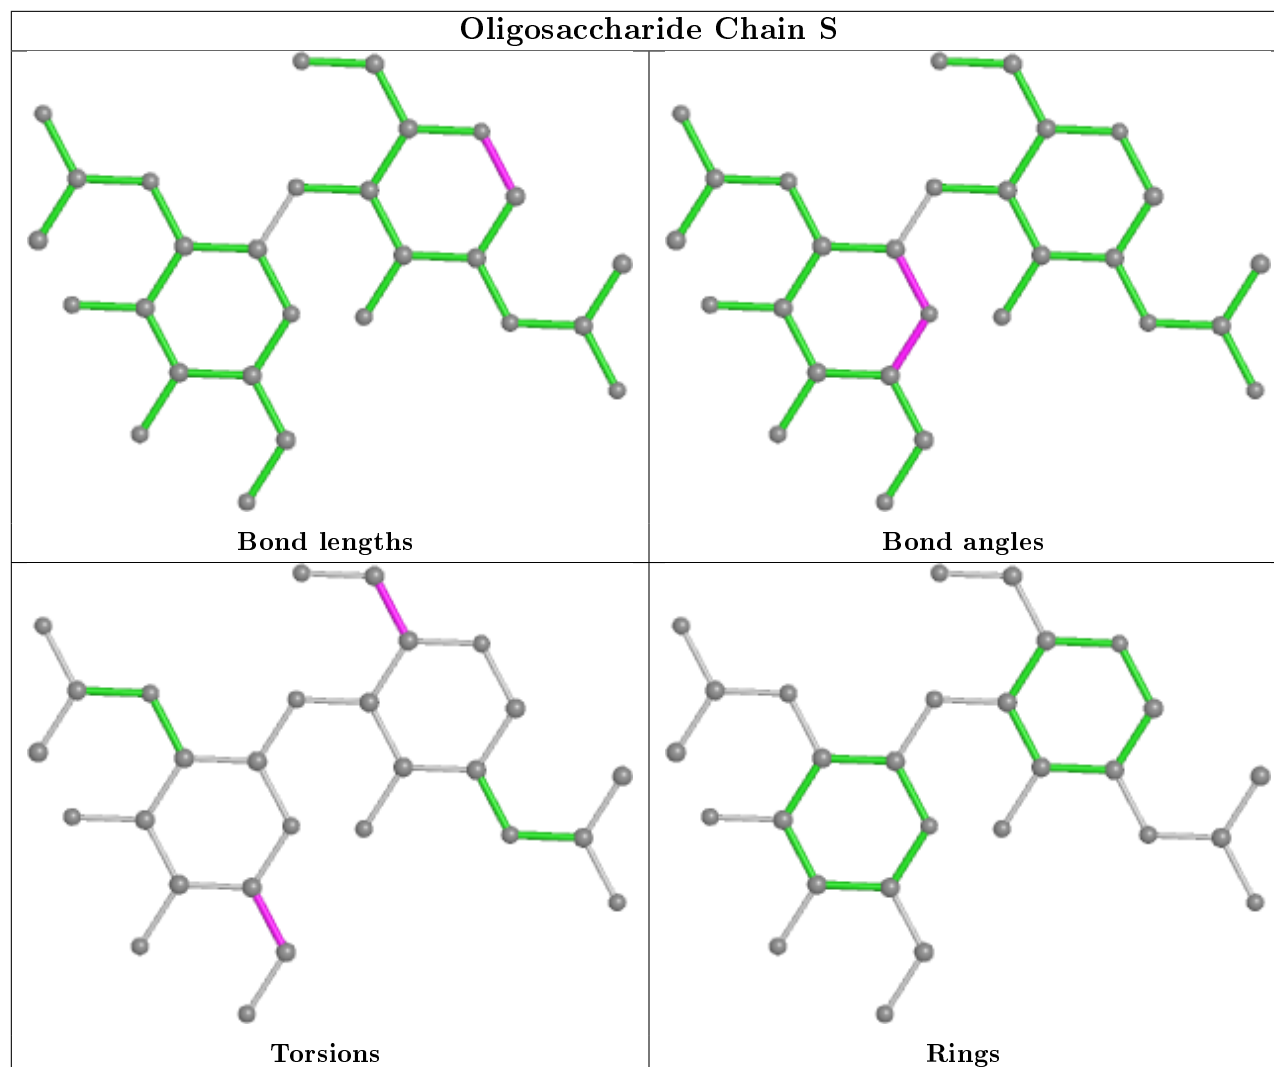 Oligosaccharide Chain S
Bond lengths
Bond angles
Torsions
Rings